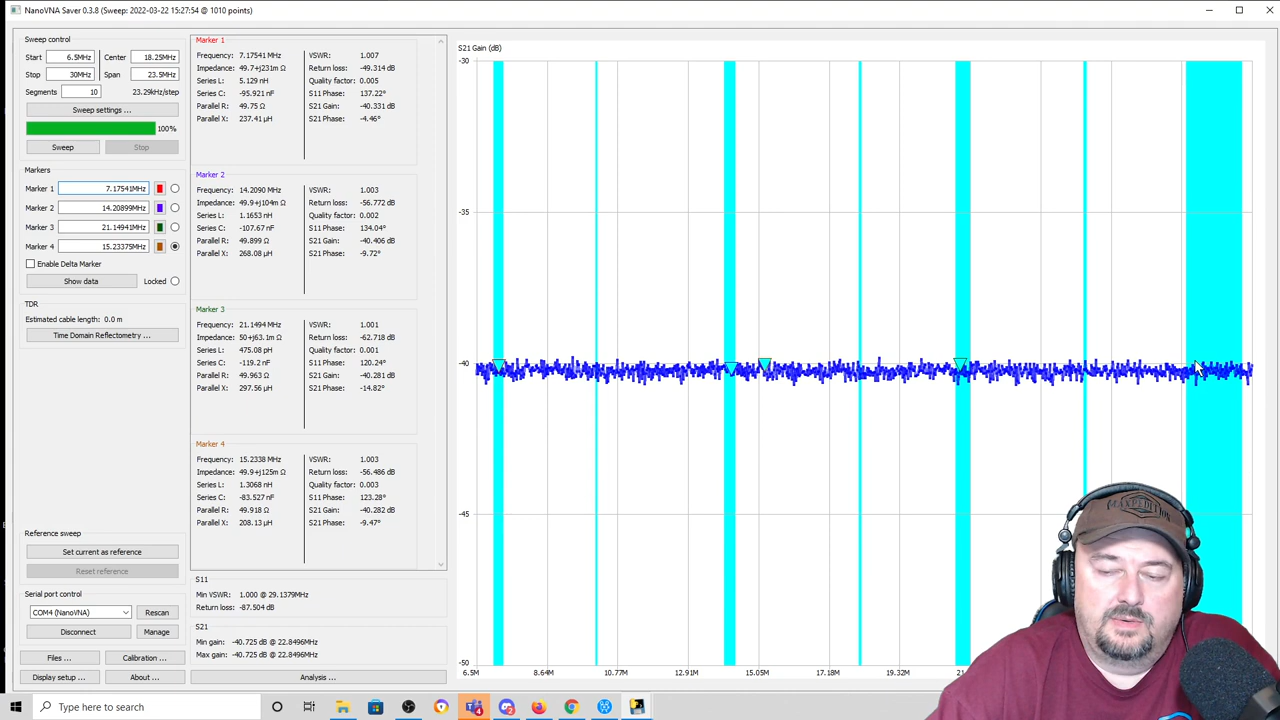 NanoVNA Saver 0.3.8 (Sweep: 2022-03-22 15:27:54 @ 1010 points)
Sweep control
Start 6.5MHz Center 18.25MHz
Stop 30MHz Span 23.5MHz
Segments 10 23.29kHz/step
Sweep settings ...
100%
Sweep Stop
Markers
Marker 1 7.17541MHz
Marker 2 14.20899MHz
Marker 3 21.14941MHz
Marker 4 15.23375MHz
Enable Delta Marker
Show data Locked
TDR
Estimated cable length: 0.0 m
Time Domain Reflectometry ...
Reference sweep
Set current as reference
Reset reference
Serial port control
COM4 (NanoVNA) Rescan
Disconnect Manage
Files ... Calibration ...
Display setup ... About ...
Marker 1
Frequency: 7.17541 MHz VSWR: 1.007
Impedance: 49.7+j231m Ω Return loss: -49.314 dB
Series L: 5.129 nH Quality factor: 0.005
Series C: -95.921 nF S11 Phase: 137.22°
Parallel R: 49.75 Ω S21 Gain: -40.331 dB
Parallel X: 237.41 µH S21 Phase: -4.46°
Marker 2
Frequency: 14.2090 MHz VSWR: 1.003
Impedance: 49.9+j104m Ω Return loss: -56.772 dB
Series L: 1.1653 nH Quality factor: 0.002
Series C: -107.67 nF S11 Phase: 134.04°
Parallel R: 49.899 Ω S21 Gain: -40.406 dB
Parallel X: 268.08 µH S21 Phase: -9.72°
Marker 3
Frequency: 21.1494 MHz VSWR: 1.001
Impedance: 50+j63.1m Ω Return loss: -62.718 dB
Series L: 475.08 pH Quality factor: 0.001
Series C: -119.2 nF S11 Phase: 120.24°
Parallel R: 49.963 Ω S21 Gain: -40.281 dB
Parallel X: 297.56 µH S21 Phase: -14.82°
Marker 4
Frequency: 15.2338 MHz VSWR: 1.003
Impedance: 49.9+j125m Ω Return loss: -56.486 dB
Series L: 1.3068 nH Quality factor: 0.003
Series C: -83.527 nF S11 Phase: 123.28°
Parallel R: 49.918 Ω S21 Gain: -40.282 dB
Parallel X: 208.13 µH S21 Phase: -9.47°
S11
Min VSWR: 1.000 @ 29.1379MHz
Return loss: -87.504 dB
S21
Min gain: -40.725 dB @ 22.8496MHz
Max gain: -40.725 dB @ 22.8496MHz
Analysis ...
S21 Gain (dB)
-30
-35
-40
-45
-50
6.5M 8.64M 10.77M 12.91M 15.05M 17.18M 19.32M 21
MAXPEDITION
Type here to search
4